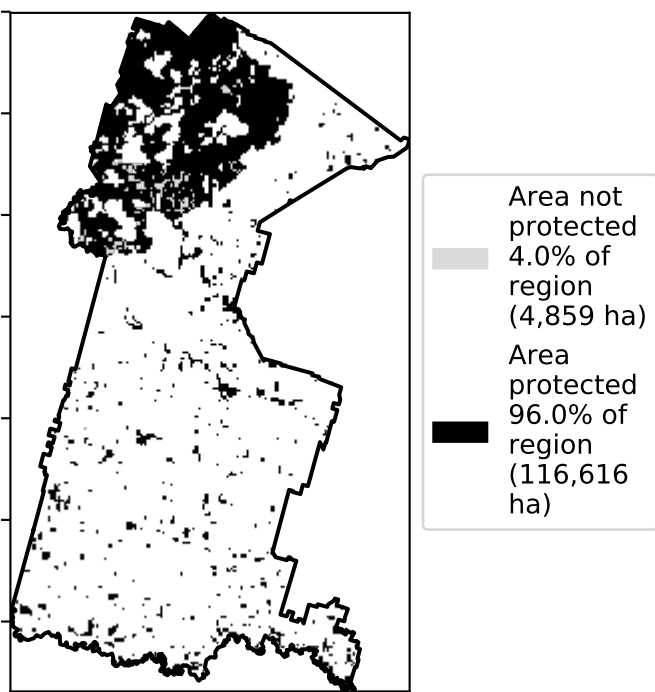 Area not
protected
4.0% of
region
(4,859 ha)
Area
protected
96.0% of
region
(116,616
ha)